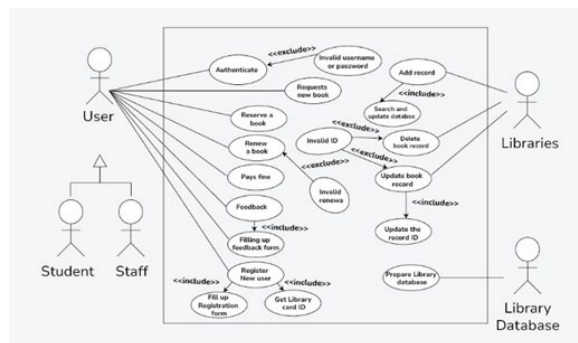 <<exclude>>
Invalid username
or password
Authenticate
Add record
Requests
new book
<<include>>
User
Reserve a
book
Search and
update databse
Libraries
Invalid ID
<<exclude>>
Delete
book record
Renew
a book
<<exclude>>
<<exclude>>
Update book
record
Pays fine
Invalid
renewa
Feedback
<<include>>
<<include>>
Update the
record ID
Filling up
feedback form
Student
Staff
Register
New user
<<include>>
<<include>>
Prepare Library
database
Fill up
Registration
form
Get Library
card ID
Library
Database